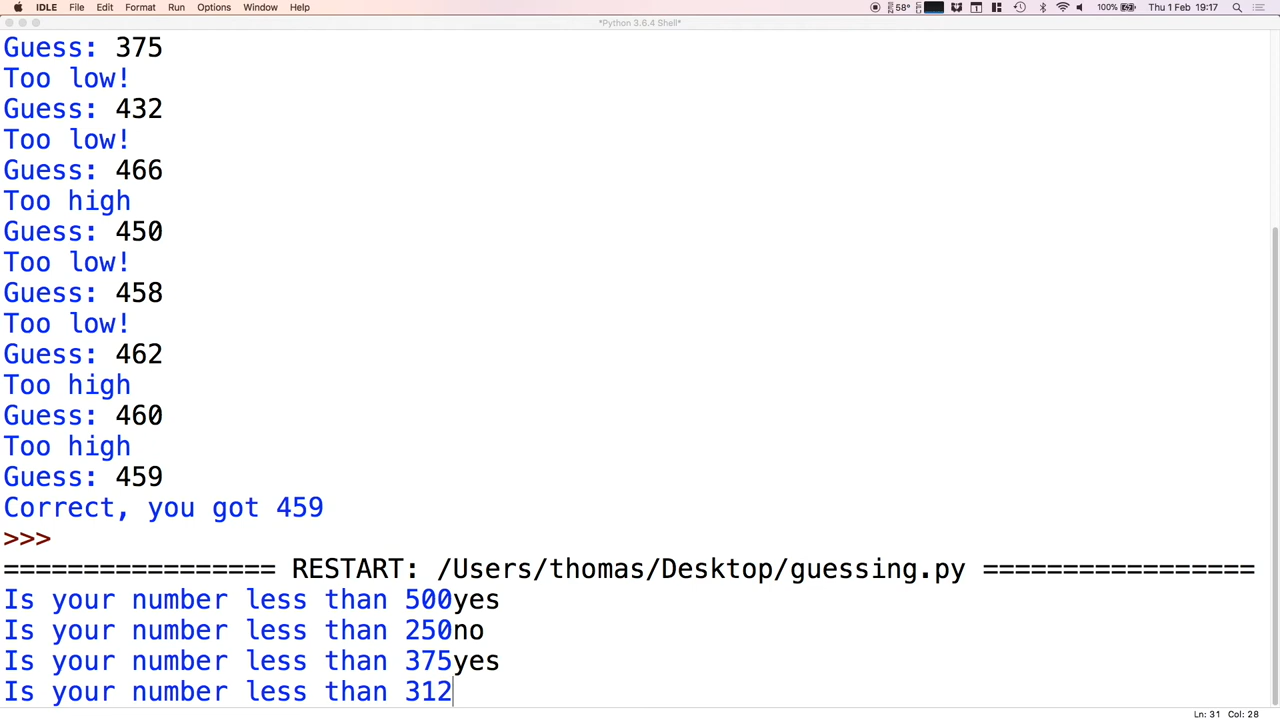 IDLE File Edit Format Run Options Window Help 58° 100% Thu 1 Feb 19:17
*Python 3.6.4 Shell*
Guess: 375
Too low!
Guess: 432
Too low!
Guess: 466
Too high
Guess: 450
Too low!
Guess: 458
Too low!
Guess: 462
Too high
Guess: 460
Too high
Guess: 459
Correct, you got 459
>>>
================= RESTART: /Users/thomas/Desktop/guessing.py =================
Is your number less than 500yes
Is your number less than 250no
Is your number less than 375yes
Is your number less than 312
Ln: 31 Col: 28